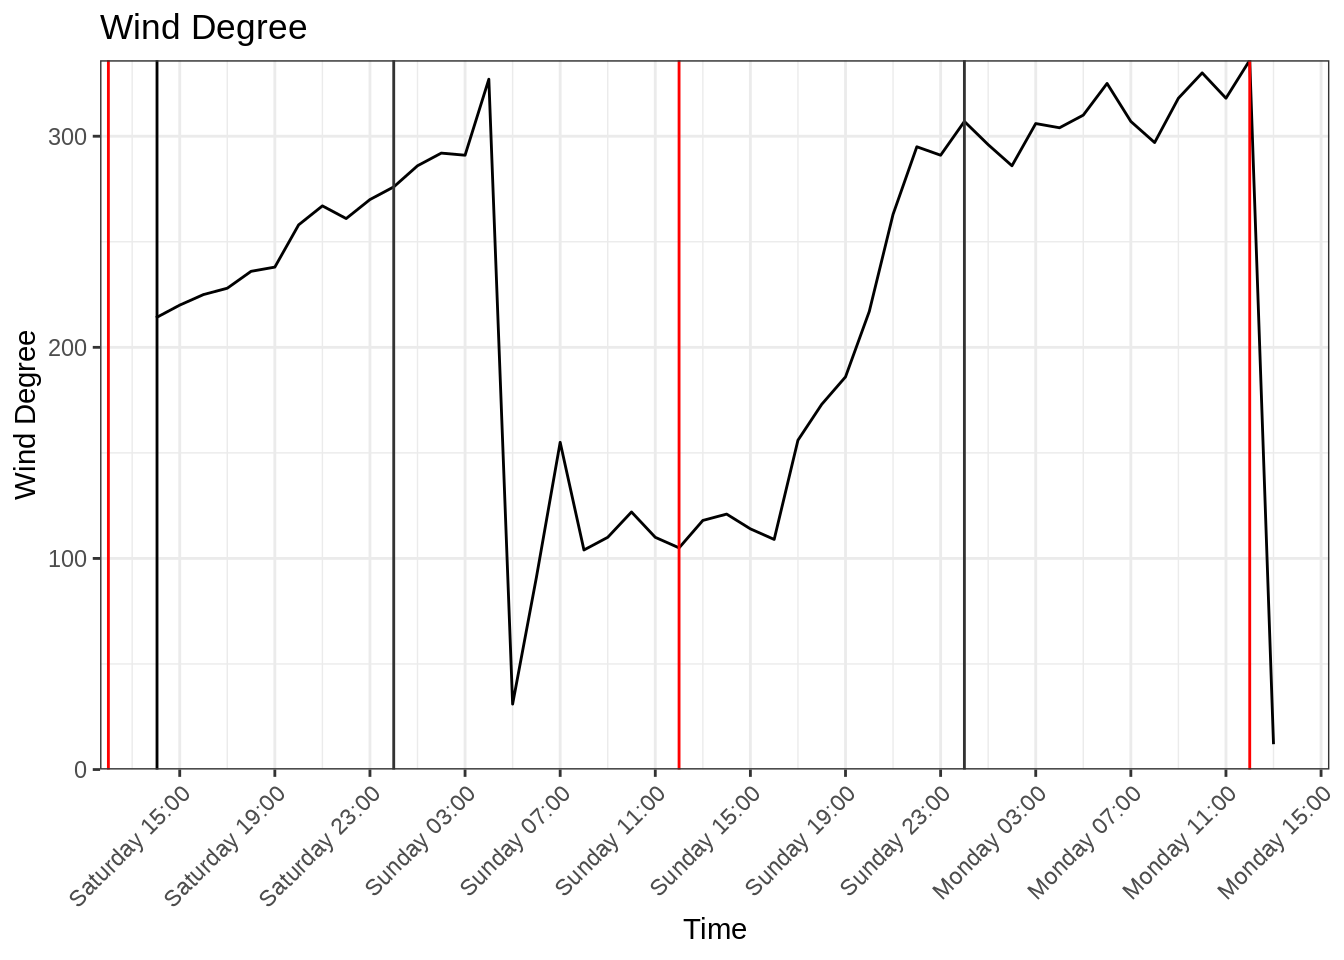 Wind Degree
Wind Degree
300
200
100
0
Saturday 15:00
Saturday 19:00
Saturday 23:00
Sunday 03:00
Sunday 07:00
Sunday 11:00
Sunday 15:00
Sunday 19:00
Sunday 23:00
Monday 03:00
Monday 07:00
Monday 11:00
Monday 15:00
Time